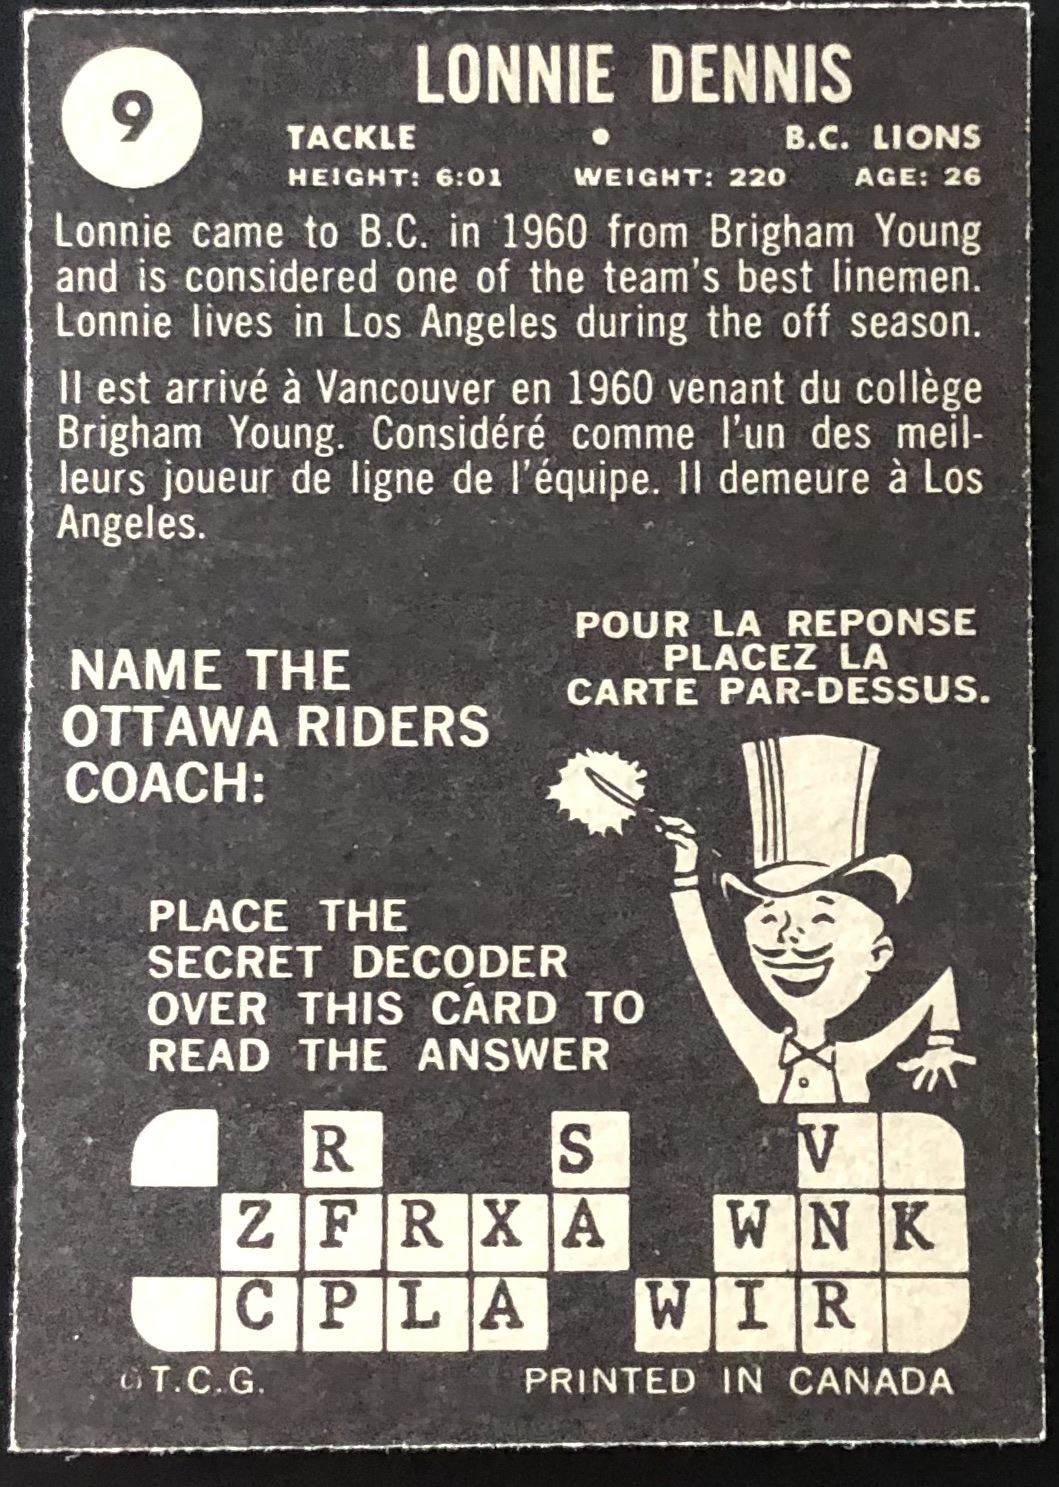 9
LONNIE DENNIS
TACKLE • B.C. LIONS
HEIGHT: 6:01 WEIGHT: 220 AGE: 26
Lonnie came to B.C. in 1960 from Brigham Young
and is considered one of the team's best linemen.
Lonnie lives in Los Angeles during the off season.
Il est arrivé à Vancouver en 1960 venant du collège
Brigham Young. Considéré comme l'un des meil-
leurs joueur de ligne de l'équipe. Il demeure à Los
Angeles.
POUR LA REPONSE
PLACEZ LA
CARTE PAR-DESSUS.
NAME THE
OTTAWA RIDERS
COACH:
PLACE THE
SECRET DECODER
OVER THIS CARD TO
READ THE ANSWER
R S V
Z F R X A W N K
C P L A W I R
©T.C.G. PRINTED IN CANADA